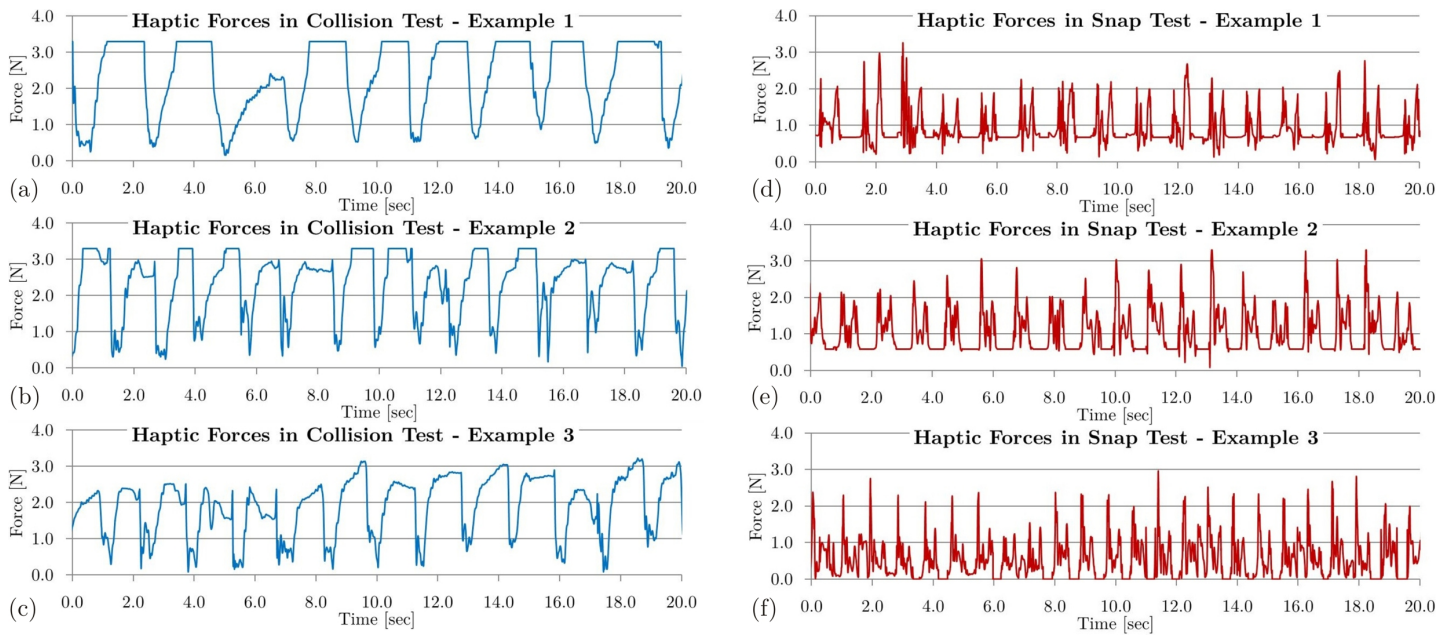 Haptic Forces in Collision Test - Example 1
4.0
3.0
2.0
1.0
0.0
Force [N]
0.0 2.0 4.0 6.0 8.0 10.0 12.0 14.0 16.0 18.0 20.0
Time [sec]
(a)
Haptic Forces in Collision Test - Example 2
4.0
3.0
2.0
1.0
0.0
Force [N]
0.0 2.0 4.0 6.0 8.0 10.0 12.0 14.0 16.0 18.0 20.0
Time [sec]
(b)
Haptic Forces in Collision Test - Example 3
4.0
3.0
2.0
1.0
0.0
Force [N]
0.0 2.0 4.0 6.0 8.0 10.0 12.0 14.0 16.0 18.0 20.0
Time [sec]
(c)
Haptic Forces in Snap Test - Example 1
4.0
3.0
2.0
1.0
0.0
Force [N]
0.0 2.0 4.0 6.0 8.0 10.0 12.0 14.0 16.0 18.0 20.0
Time [sec]
(d)
Haptic Forces in Snap Test - Example 2
4.0
3.0
2.0
1.0
0.0
Force [N]
0.0 2.0 4.0 6.0 8.0 10.0 12.0 14.0 16.0 18.0 20.0
Time [sec]
(e)
Haptic Forces in Snap Test - Example 3
4.0
3.0
2.0
1.0
0.0
Force [N]
0.0 2.0 4.0 6.0 8.0 10.0 12.0 14.0 16.0 18.0 20.0
Time [sec]
(f)